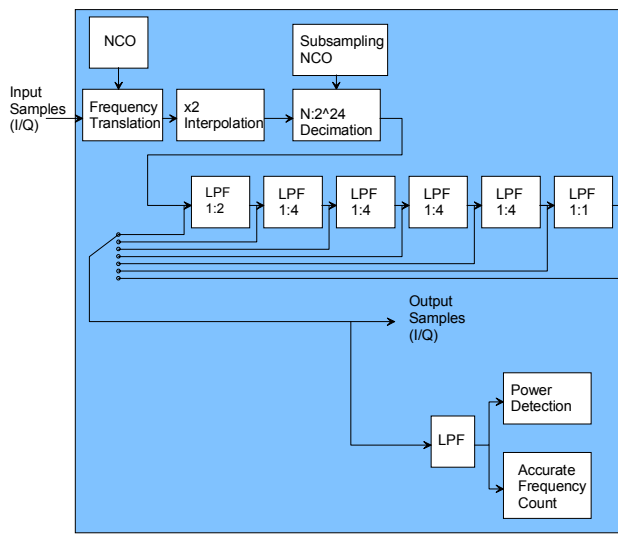 NCO
Subsampling
NCO
Input
Samples
(I/Q)
Frequency
Translation
x2
Interpolation
N:2^24
Decimation
LPF
1:2
LPF
1:4
LPF
1:4
LPF
1:4
LPF
1:4
LPF
1:1
Output
Samples
(I/Q)
Power
Detection
LPF
Accurate
Frequency
Count